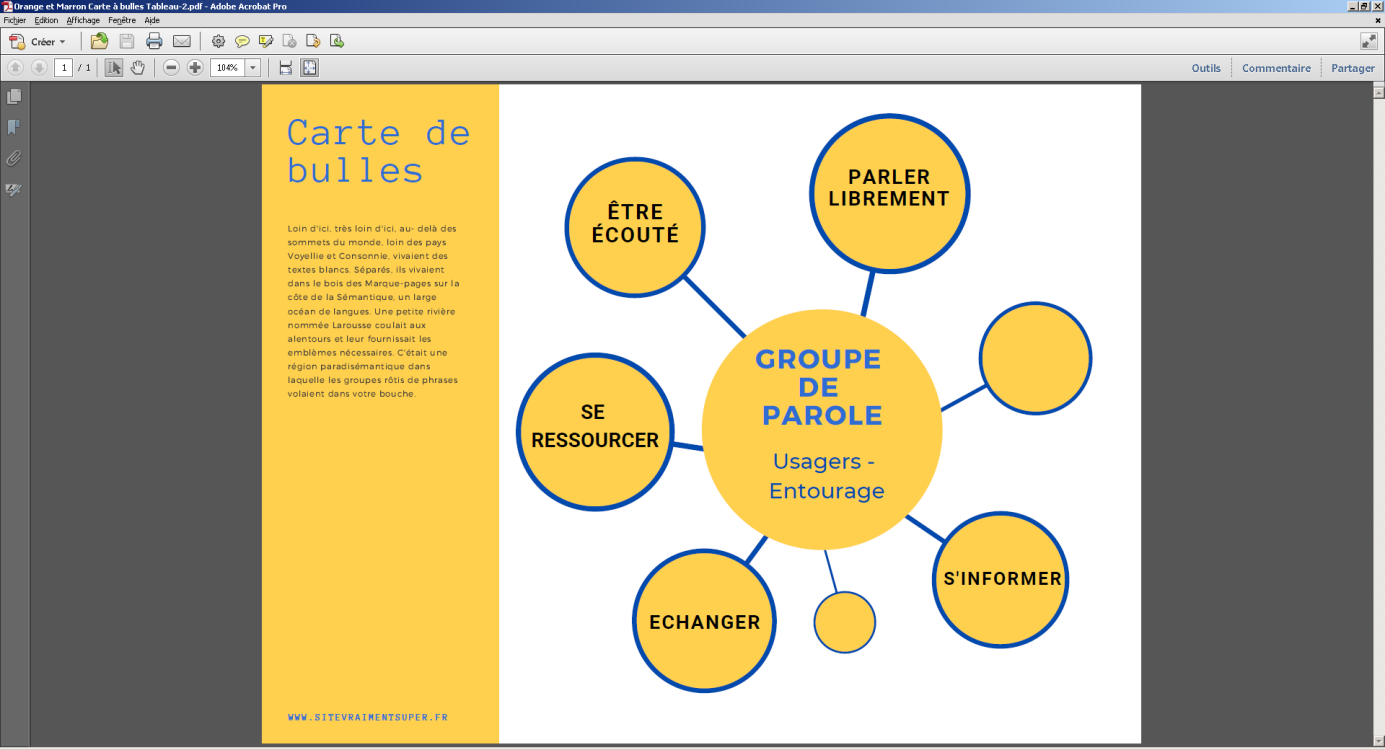 Orange et Marron Carte à bulles Tableau-2.pdf - Adobe Acrobat Pro
Fichier Edition Affichage Fenêtre Aide
Créer
1 / 1 104% Outils Commentaire Partager
Carte de
bulles
Loin d'ici, très loin d'ici, au- delà des
sommets du monde, loin des pays
Voyellie et Consonnie, vivaient des
textes blancs. Séparés, ils vivaient
dans le bois des Marque-pages sur la
côte de la Sémantique, un large
océan de langues. Une petite rivière
nommée Larousse coulait aux
alentours et leur fournissait les
emblèmes nécessaires. C'était une
région paradisémantique dans
laquelle les groupes rôtis de phrases
volaient dans votre bouche.
WWW.SITEVRAIMENTSUPER.FR
ÊTRE
ÉCOUTÉ
PARLER
LIBREMENT
GROUPE
DE
PAROLE
Usagers -
Entourage
SE
RESSOURCER
S'INFORMER
ECHANGER